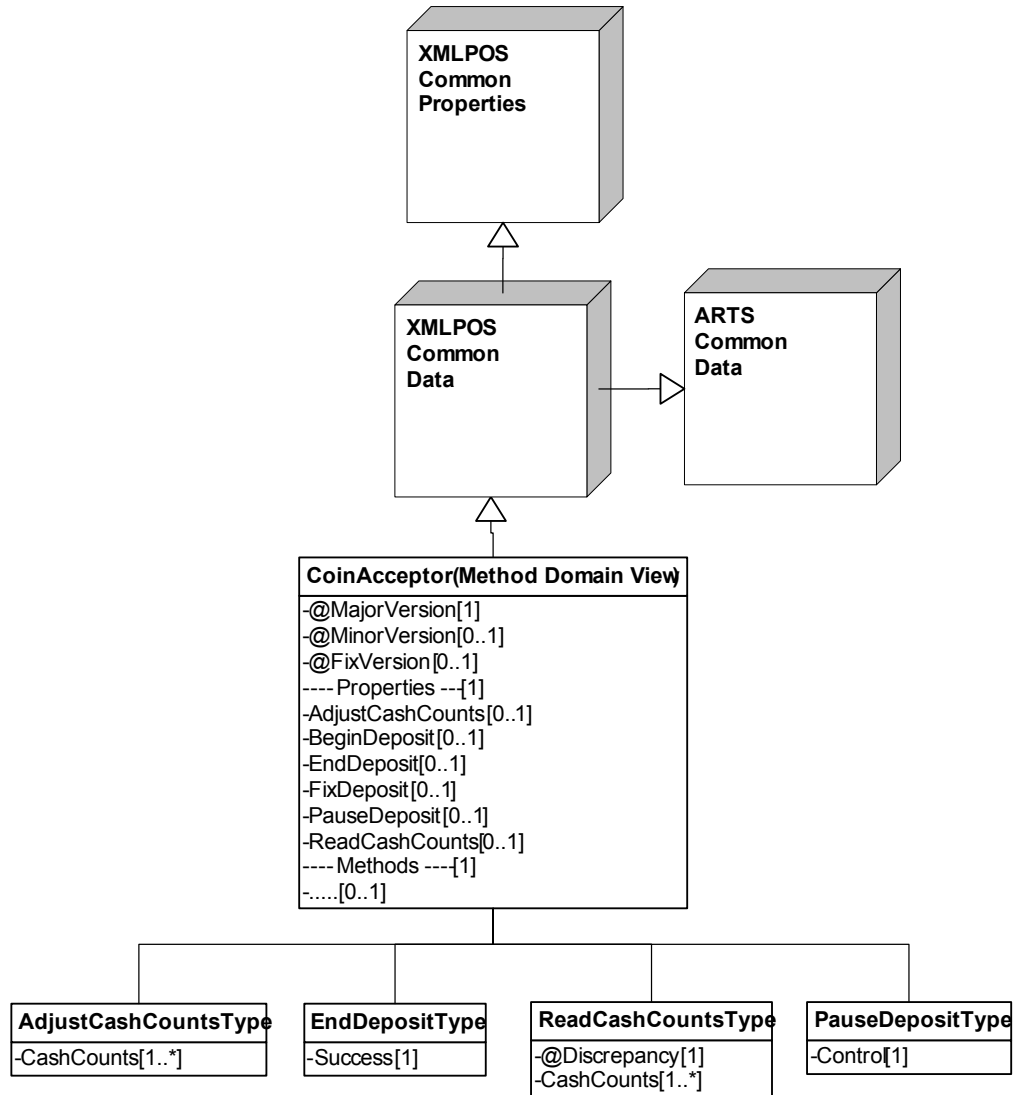 XMLPOS
Common
Properties
XMLPOS
Common
Data
ARTS
Common
Data
CoinAcceptor(Method Domain View)
-@MajorVersion[1]
-@MinorVersion[0..1]
-@FixVersion[0..1]
---- Properties ---[1]
-AdjustCashCounts[0..1]
-BeginDeposit[0..1]
-EndDeposit[0..1]
-FixDeposit[0..1]
-PauseDeposit[0..1]
-ReadCashCounts[0..1]
---- Methods ----[1]
-.....[0..1]
AdjustCashCountsType
-CashCounts[1..*]
EndDepositType
-Success[1]
ReadCashCountsType
-@Discrepancy[1]
-CashCounts[1..*]
PauseDepositType
-Control[1]